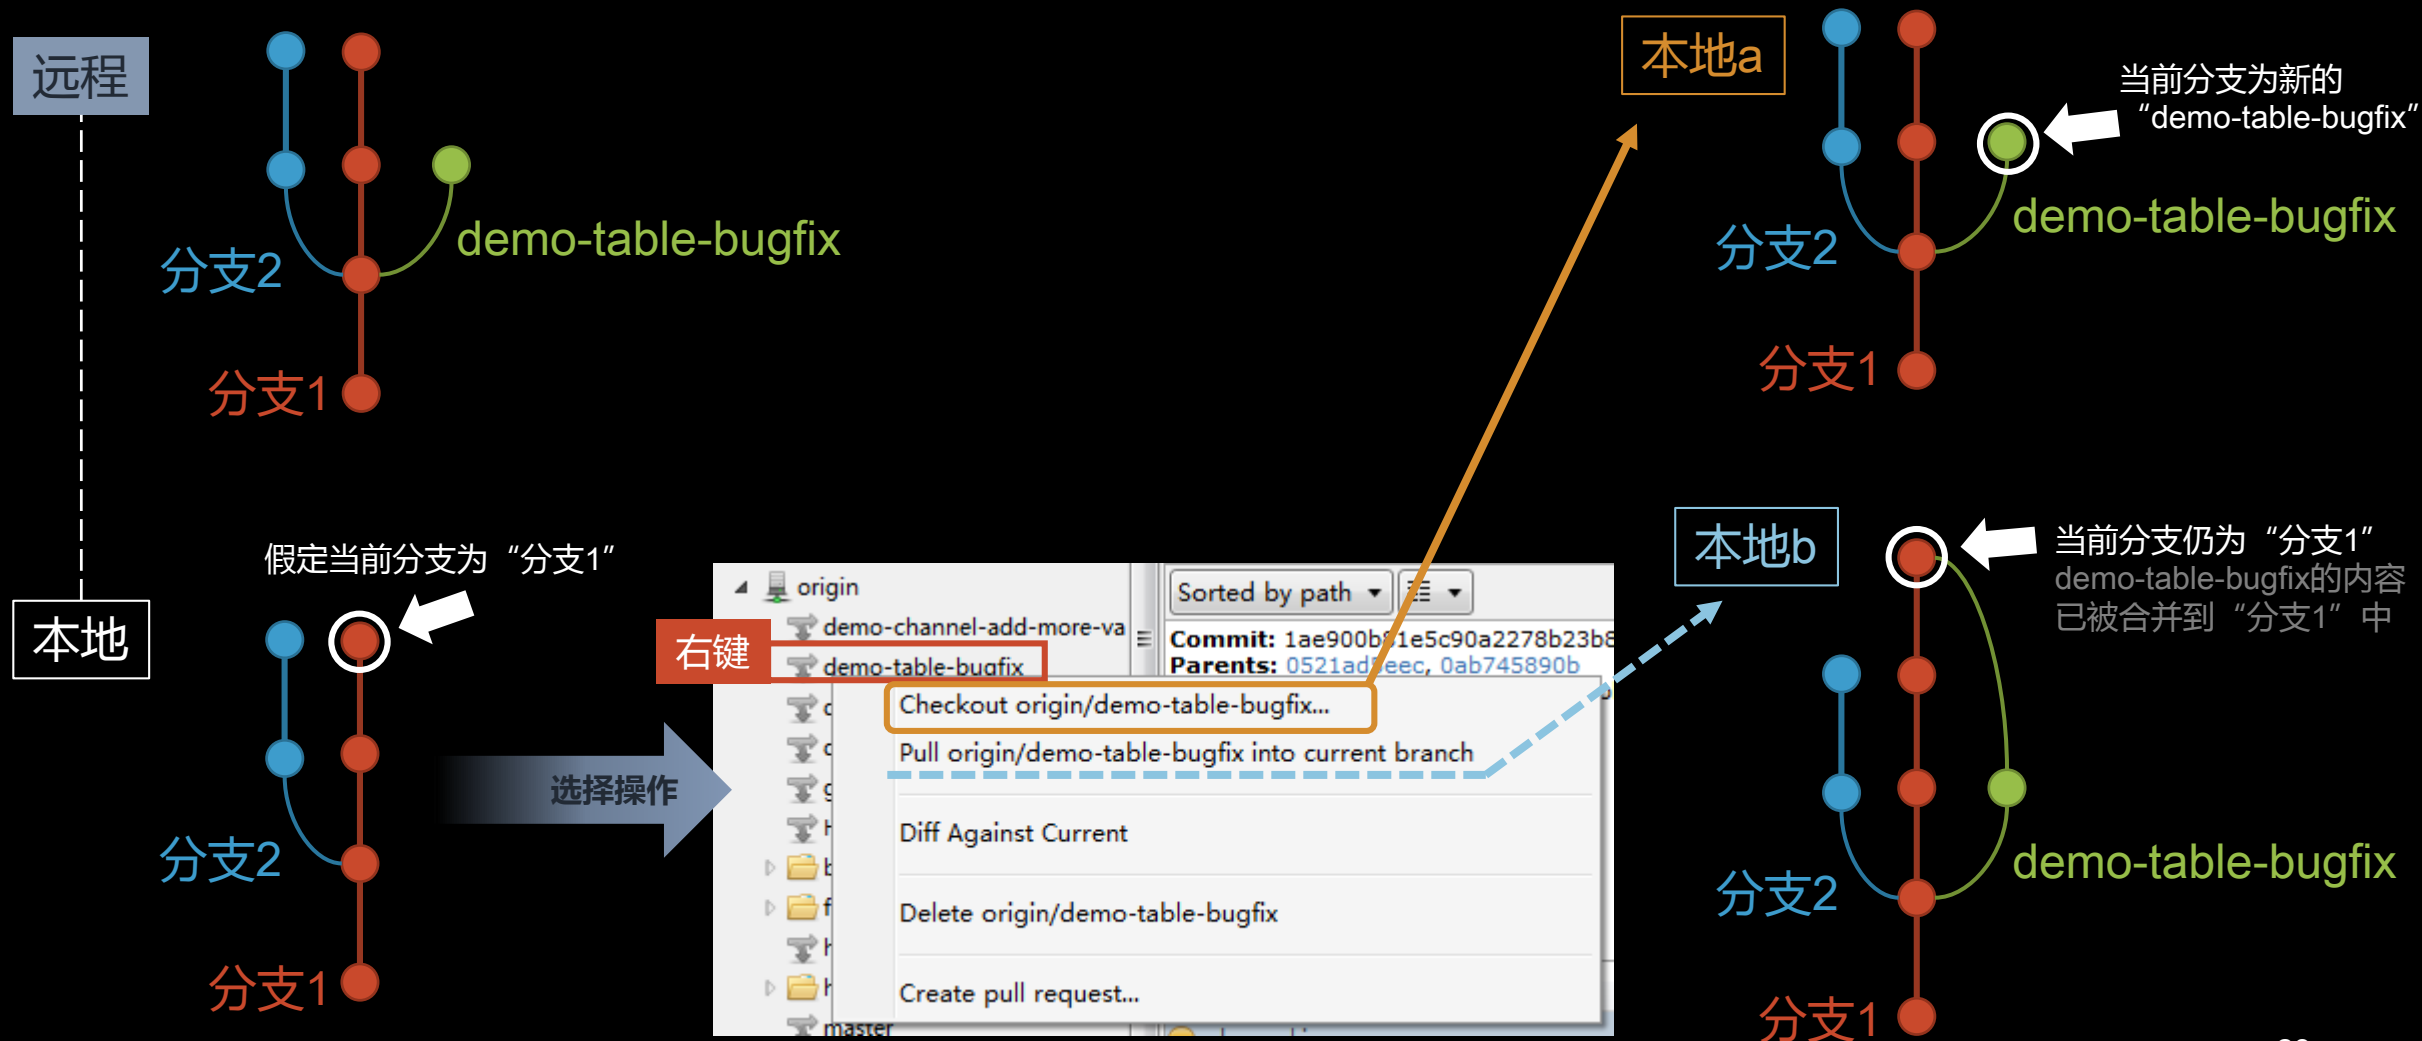 远程
demo-table-bugfix
分支2
分支1
本地a
当前分支为新的
“demo-table-bugfix”
demo-table-bugfix
分支2
分支1
假定当前分支为“分支1”
本地
分支2
分支1
选择操作
右键
origin
demo-channel-add-more-va
demo-table-bugfix
master
Sorted by path
Commit: 1ae900b81e5c90a2278b23b8
Parents: 0521ad5eec, 0ab745890b
Checkout origin/demo-table-bugfix...
Pull origin/demo-table-bugfix into current branch
Diff Against Current
Delete origin/demo-table-bugfix
Create pull request...
本地b
当前分支仍为“分支1”
demo-table-bugfix的内容
已被合并到“分支1”中
demo-table-bugfix
分支2
分支1